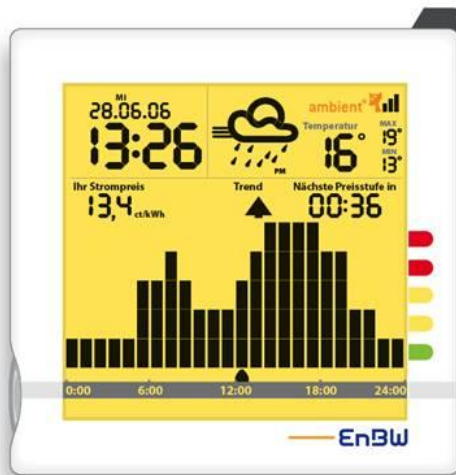 MI
28.06.06
13:26
PM
ambient
Temperatur
16°
MAX
19°
MIN
13°
Ihr Strompreis
13,4 ct/kWh
Trend
Nächste Preisstufe in
00:36
0:00 6:00 12:00 18:00 24:00
EnBW